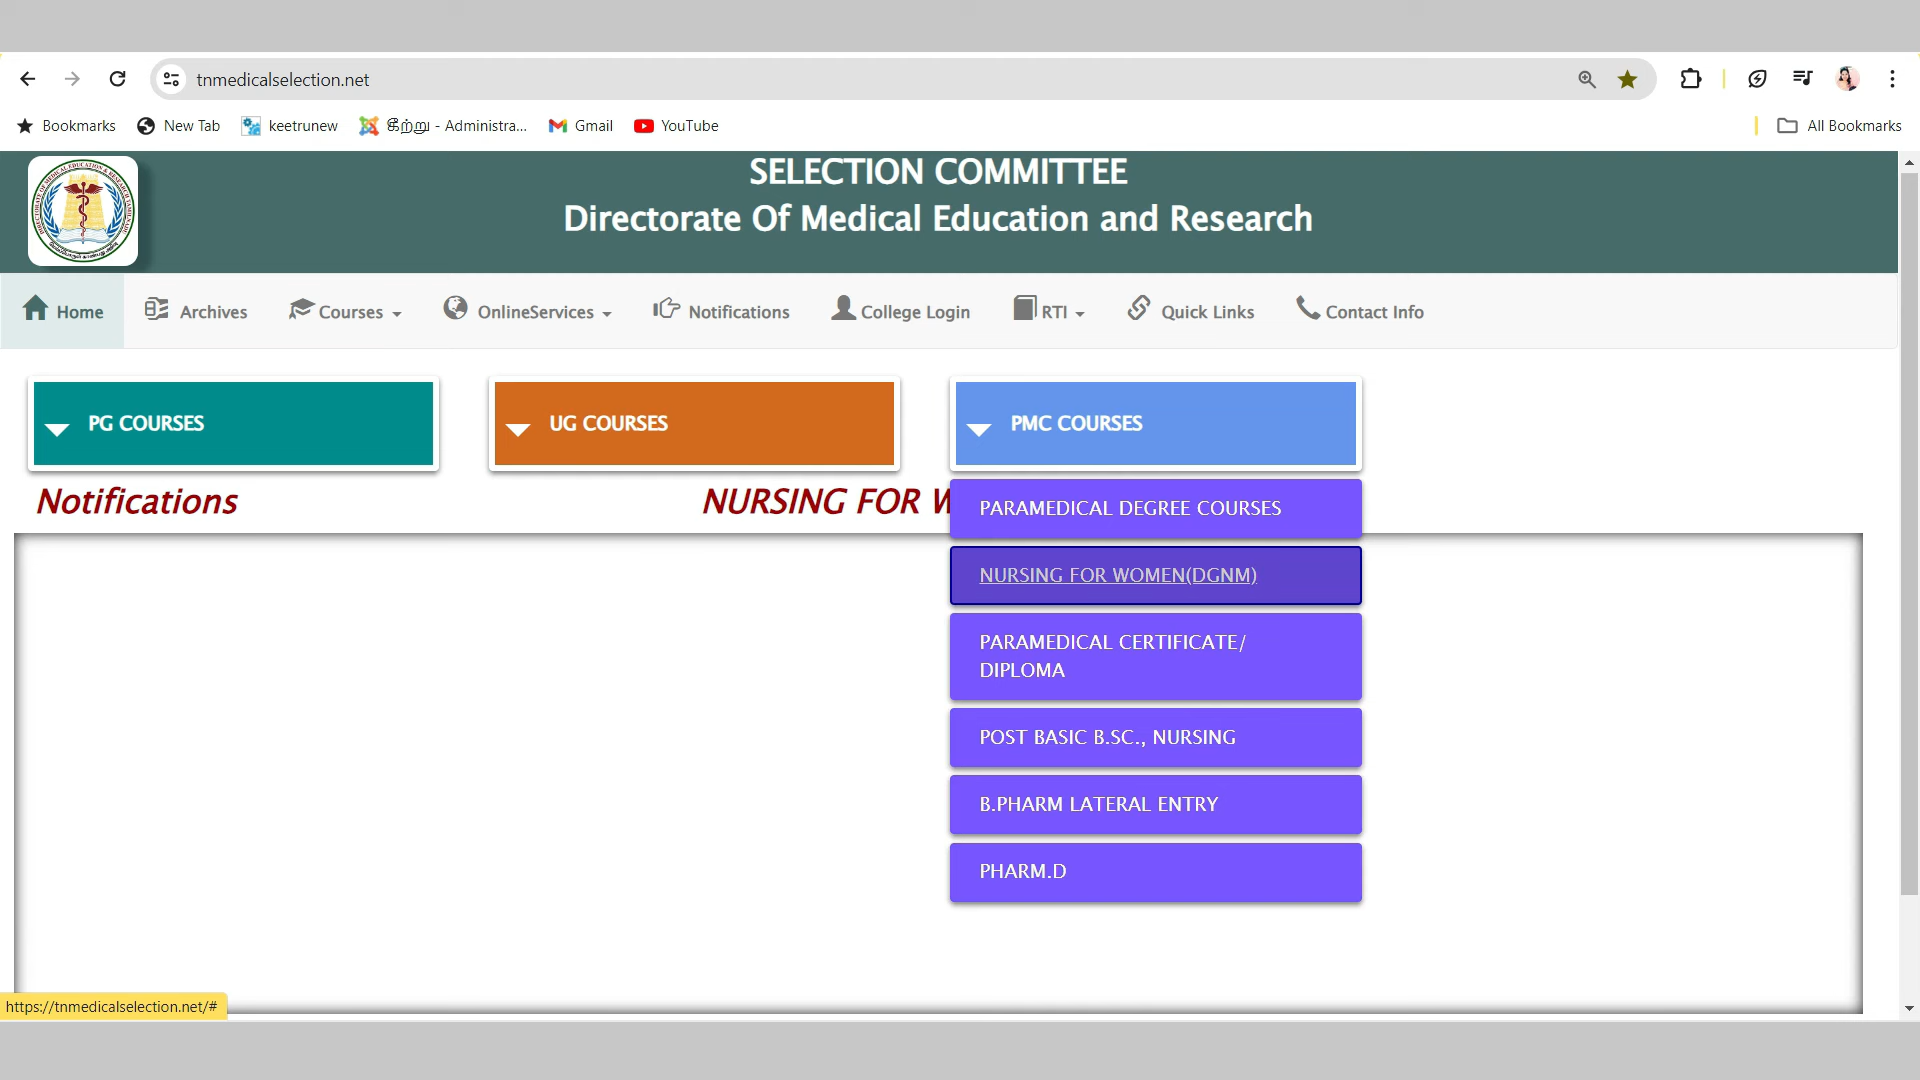 tnmedicalselection.net
Bookmarks
New Tab
keetrunew
கீற்று - Administra...
Gmail
YouTube
All Bookmarks
SELECTION COMMITTEE
Directorate Of Medical Education and Research
Home
Archives
Courses
OnlineServices
Notifications
College Login
RTI
Quick Links
Contact Info
PG COURSES
UG COURSES
PMC COURSES
Notifications
NURSING FOR W
PARAMEDICAL DEGREE COURSES
NURSING FOR WOMEN(DGNM)
PARAMEDICAL CERTIFICATE/
DIPLOMA
POST BASIC B.SC., NURSING
B.PHARM LATERAL ENTRY
PHARM.D
https://tnmedicalselection.net/#